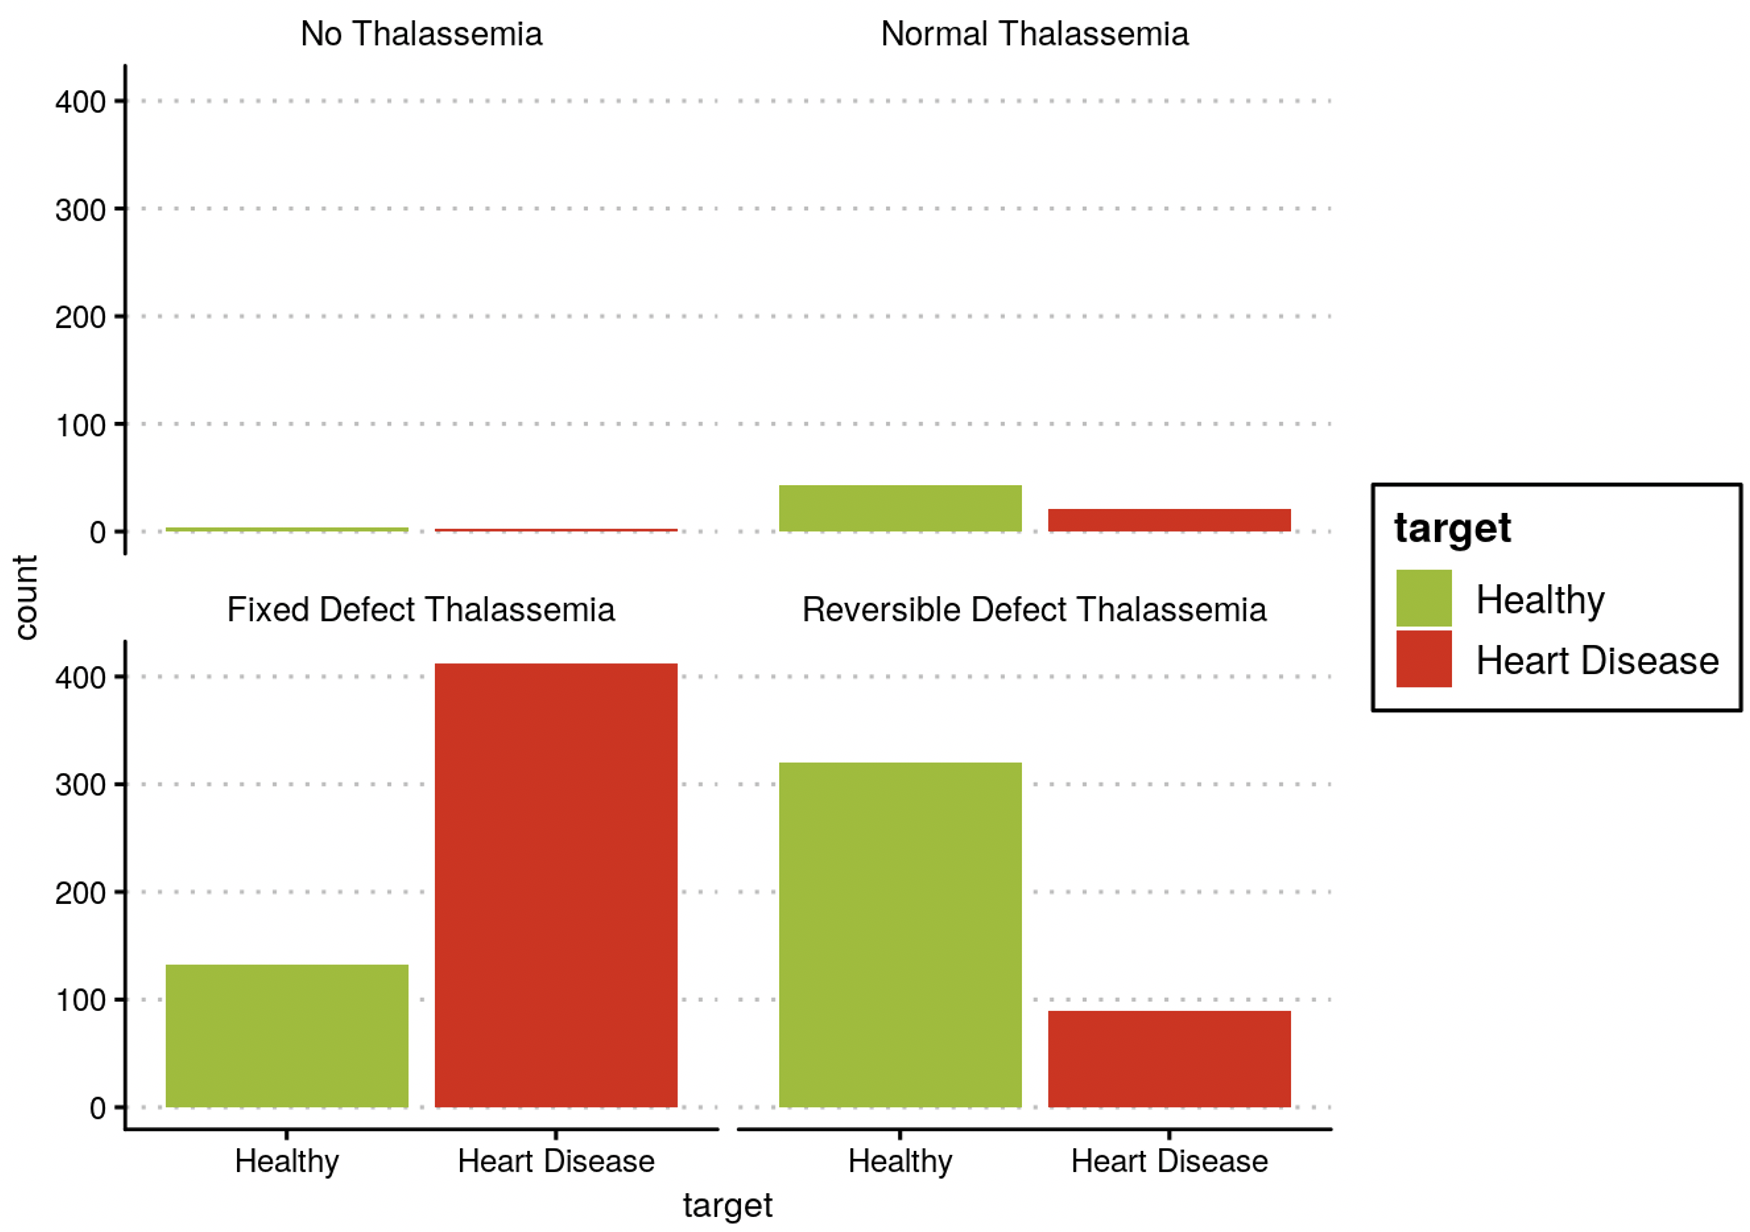 No Thalassemia
Normal Thalassemia
400
300
200
100
0
count
Fixed Defect Thalassemia
Reversible Defect Thalassemia
400
300
200
100
0
Healthy
Heart Disease
Healthy
Heart Disease
target
target
Healthy
Heart Disease